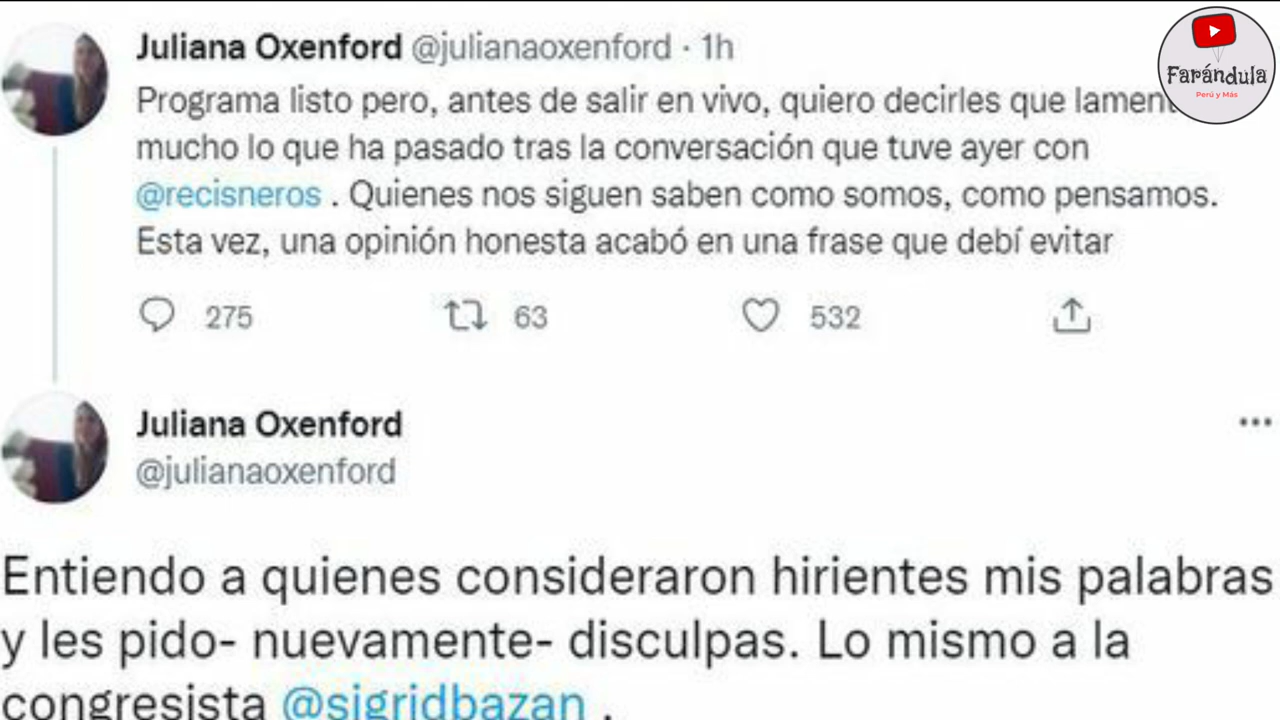 Juliana Oxenford @julianaoxenford · 1h
Farándula
Perú y Más
Programa listo pero, antes de salir en vivo, quiero decirles que lament
mucho lo que ha pasado tras la conversación que tuve ayer con
@recisneros . Quienes nos siguen saben como somos, como pensamos.
Esta vez, una opinión honesta acabó en una frase que debí evitar
275 63 532
Juliana Oxenford
@julianaoxenford
Entiendo a quienes consideraron hirientes mis palabras
y les pido- nuevamente- disculpas. Lo mismo a la
congresista @sigridbazan .